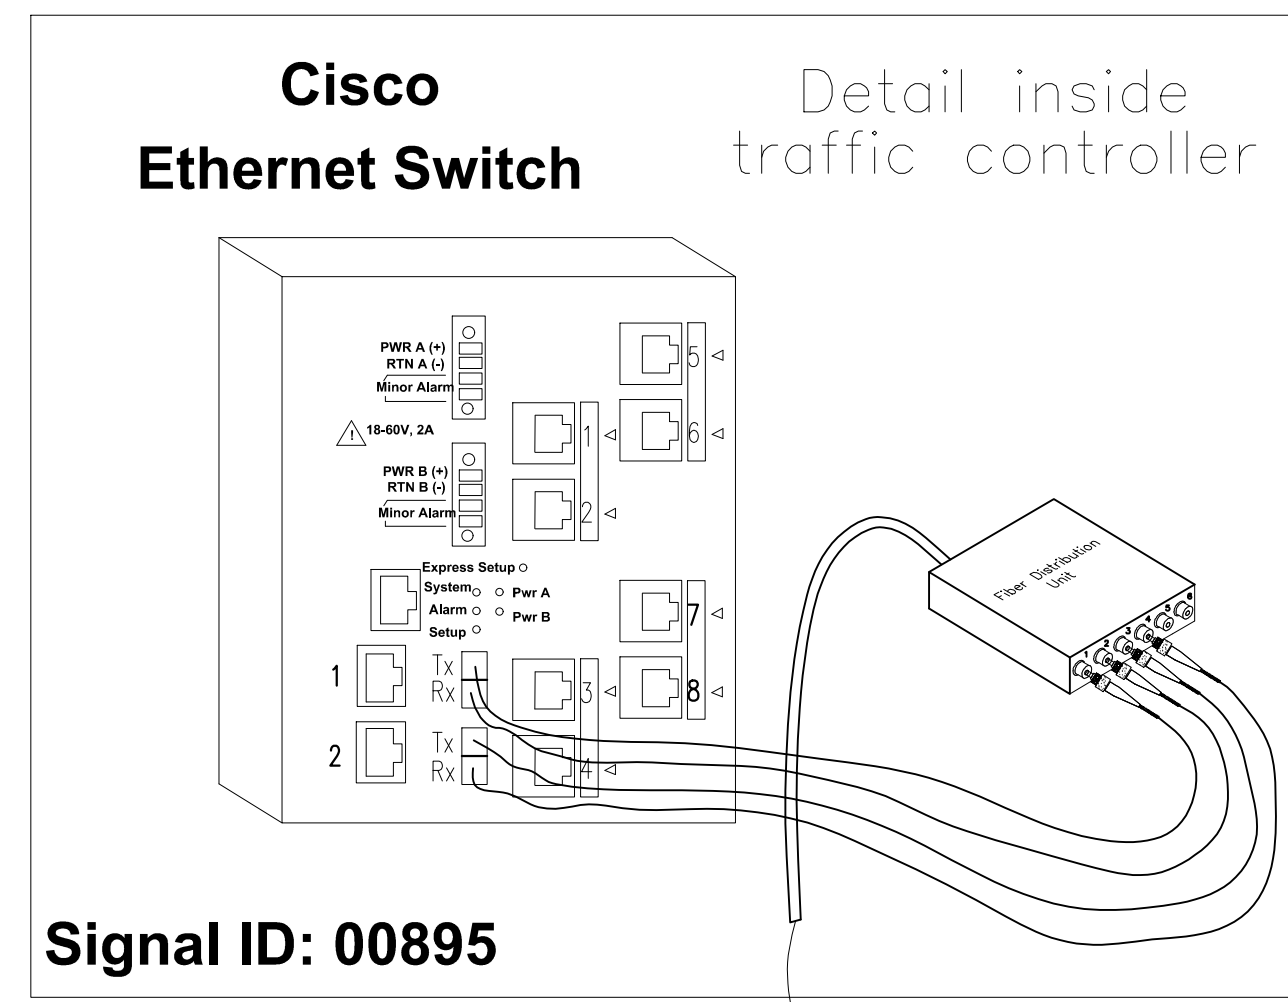 Cisco
Ethernet Switch
Detail inside
traffic controller
PWR A (+)
RTN A (-)
Minor Alarm
! 18-60V, 2A
PWR B (+)
RTN B (-)
Minor Alarm
5
6
1
2
Express Setup
System
Pwr A
Alarm
Pwr B
Setup
7
8
1
Tx
Rx
3
2
Tx
Rx
4
Fiber Distribution
Unit
1 2 3 4 5 6
Signal ID: 00895